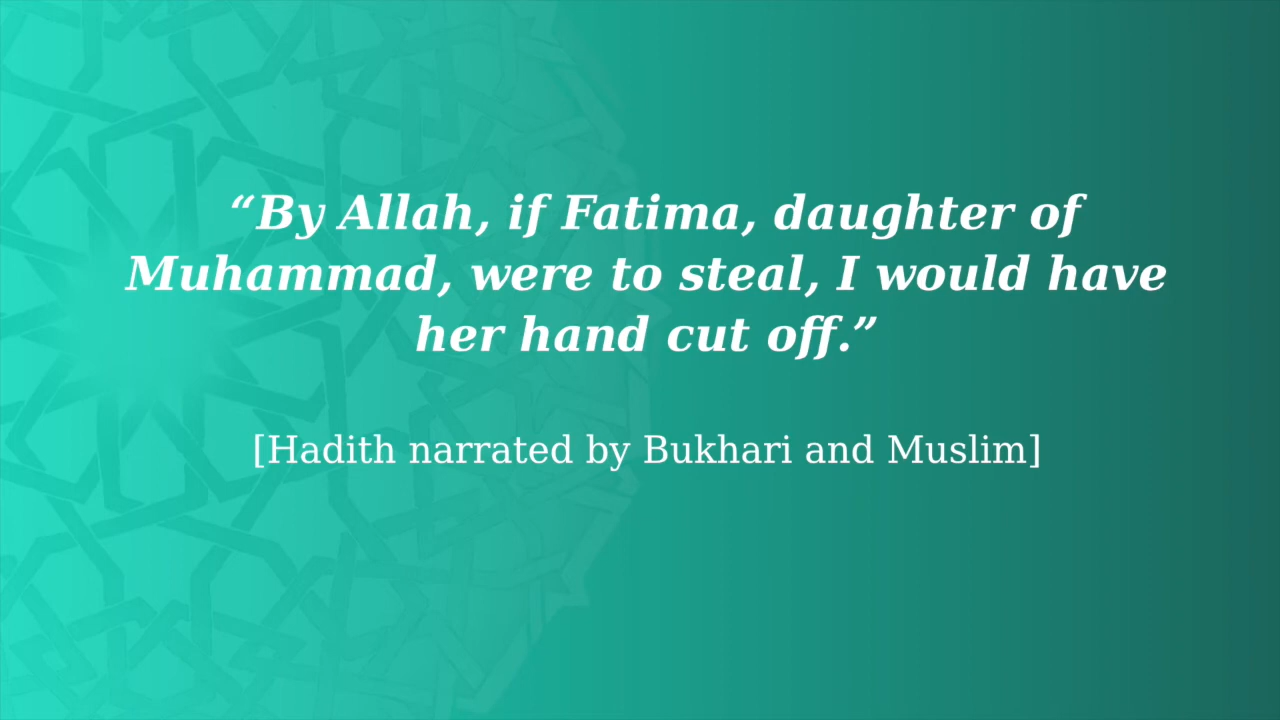 “By Allah, if Fatima, daughter of
Muhammad, were to steal, I would have
her hand cut off.”
[Hadith narrated by Bukhari and Muslim]